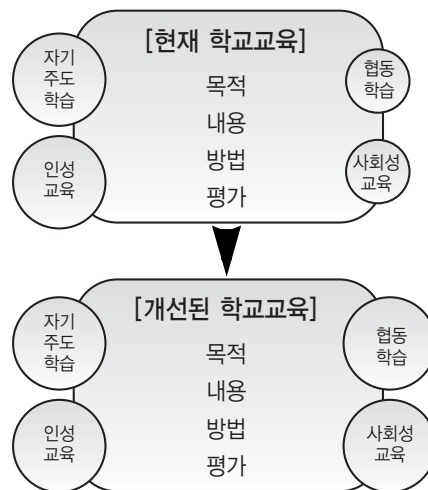 [현재 학교교육]
자기
주도
학습
협동
학습
목적
내용
인성
교육
방법
사회성
교육
평가
[개선된 학교교육]
자기
주도
학습
협동
학습
목적
내용
인성
교육
방법
사회성
교육
평가